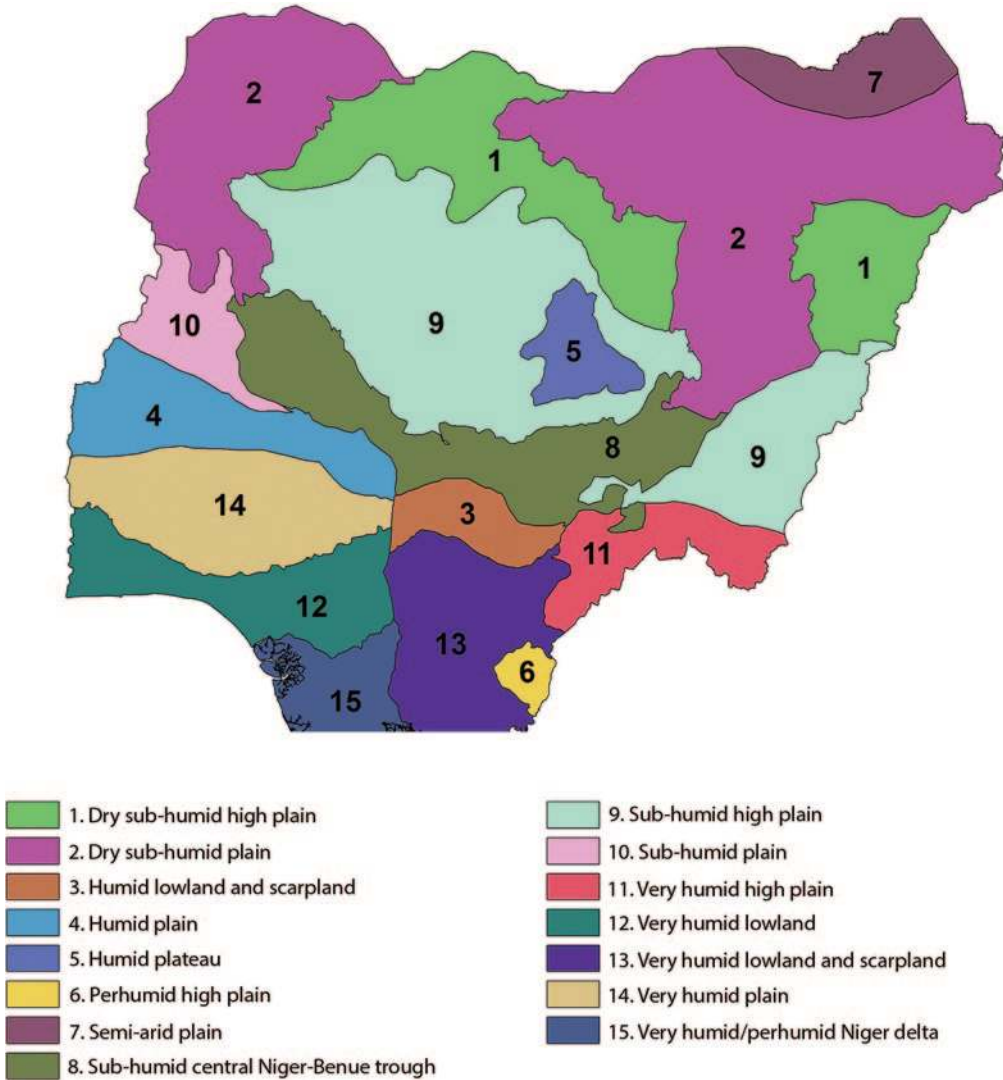 2
7
1
2
1
10
9
5
4
8
9
14
3
11
12
13
6
15
1. Dry sub-humid high plain
2. Dry sub-humid plain
3. Humid lowland and scarpland
4. Humid plain
5. Humid plateau
6. Perhumid high plain
7. Semi-arid plain
8. Sub-humid central Niger-Benue trough
9. Sub-humid high plain
10. Sub-humid plain
11. Very humid high plain
12. Very humid lowland
13. Very humid lowland and scarpland
14. Very humid plain
15. Very humid/perhumid Niger delta